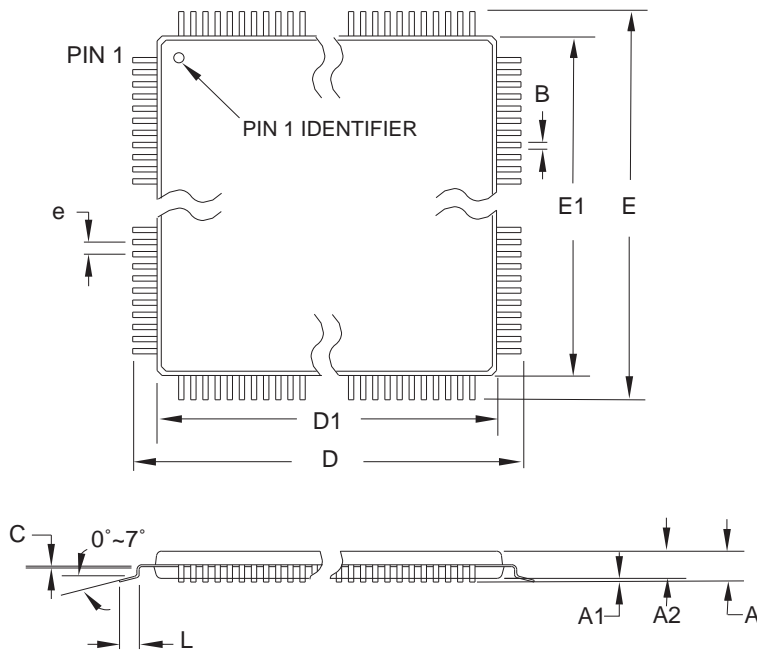 PIN 1
PIN 1 IDENTIFIER
B
e
E1
E
D1
D
C
0°~7°
L
A1
A2
A